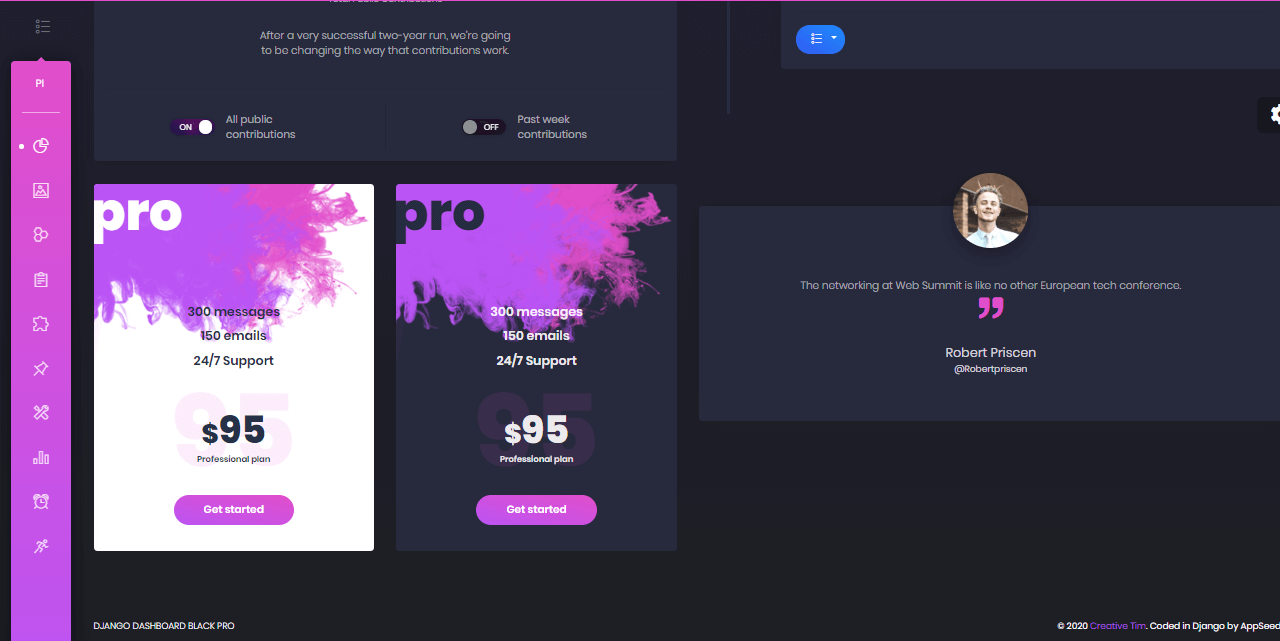 Total Public Contributions
After a very successful two-year run, we're going
to be changing the way that contributions work.
ON
All public
contributions
OFF
Past week
contributions
PI
pro
300 messages
150 emails
24/7 Support
95
$95
Professional plan
Get started
pro
300 messages
150 emails
24/7 Support
95
$95
Professional plan
Get started
The networking at Web Summit is like no other European tech conference.
Robert Priscen
@Robertpriscen
DJANGO DASHBOARD BLACK PRO
© 2020 Creative Tim. Coded in Django by AppSeed